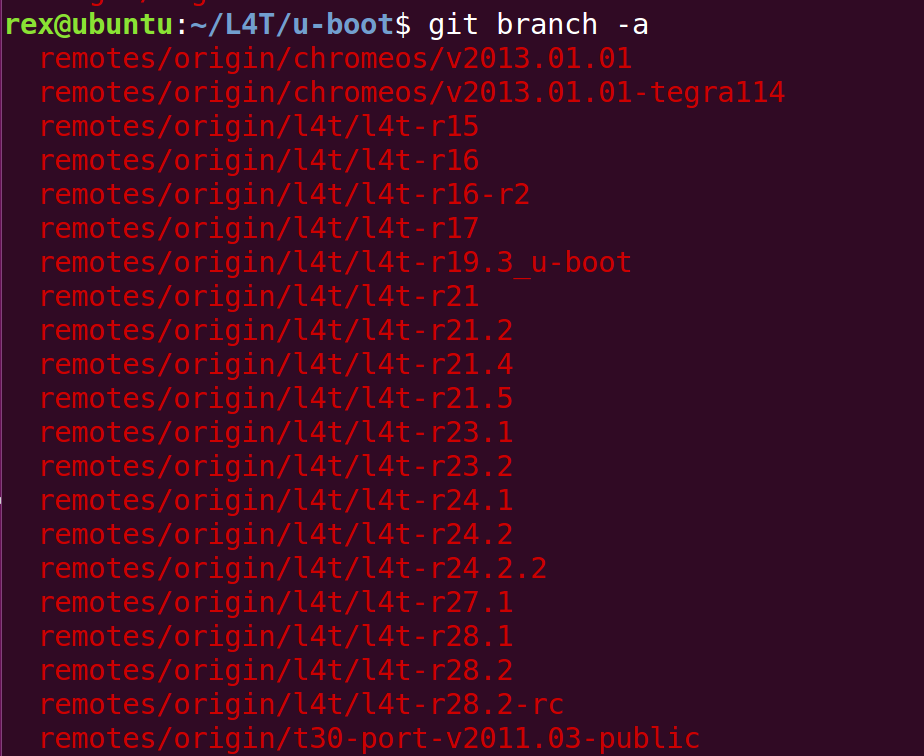 rex@ubuntu:~/L4T/u-boot$ git branch -a
remotes/origin/chromeos/v2013.01.01
remotes/origin/chromeos/v2013.01.01-tegra114
remotes/origin/l4t/l4t-r15
remotes/origin/l4t/l4t-r16
remotes/origin/l4t/l4t-r16-r2
remotes/origin/l4t/l4t-r17
remotes/origin/l4t/l4t-r19.3_u-boot
remotes/origin/l4t/l4t-r21
remotes/origin/l4t/l4t-r21.2
remotes/origin/l4t/l4t-r21.4
remotes/origin/l4t/l4t-r21.5
remotes/origin/l4t/l4t-r23.1
remotes/origin/l4t/l4t-r23.2
remotes/origin/l4t/l4t-r24.1
remotes/origin/l4t/l4t-r24.2
remotes/origin/l4t/l4t-r24.2.2
remotes/origin/l4t/l4t-r27.1
remotes/origin/l4t/l4t-r28.1
remotes/origin/l4t/l4t-r28.2
remotes/origin/l4t/l4t-r28.2-rc
remotes/origin/t30-port-v2011.03-public